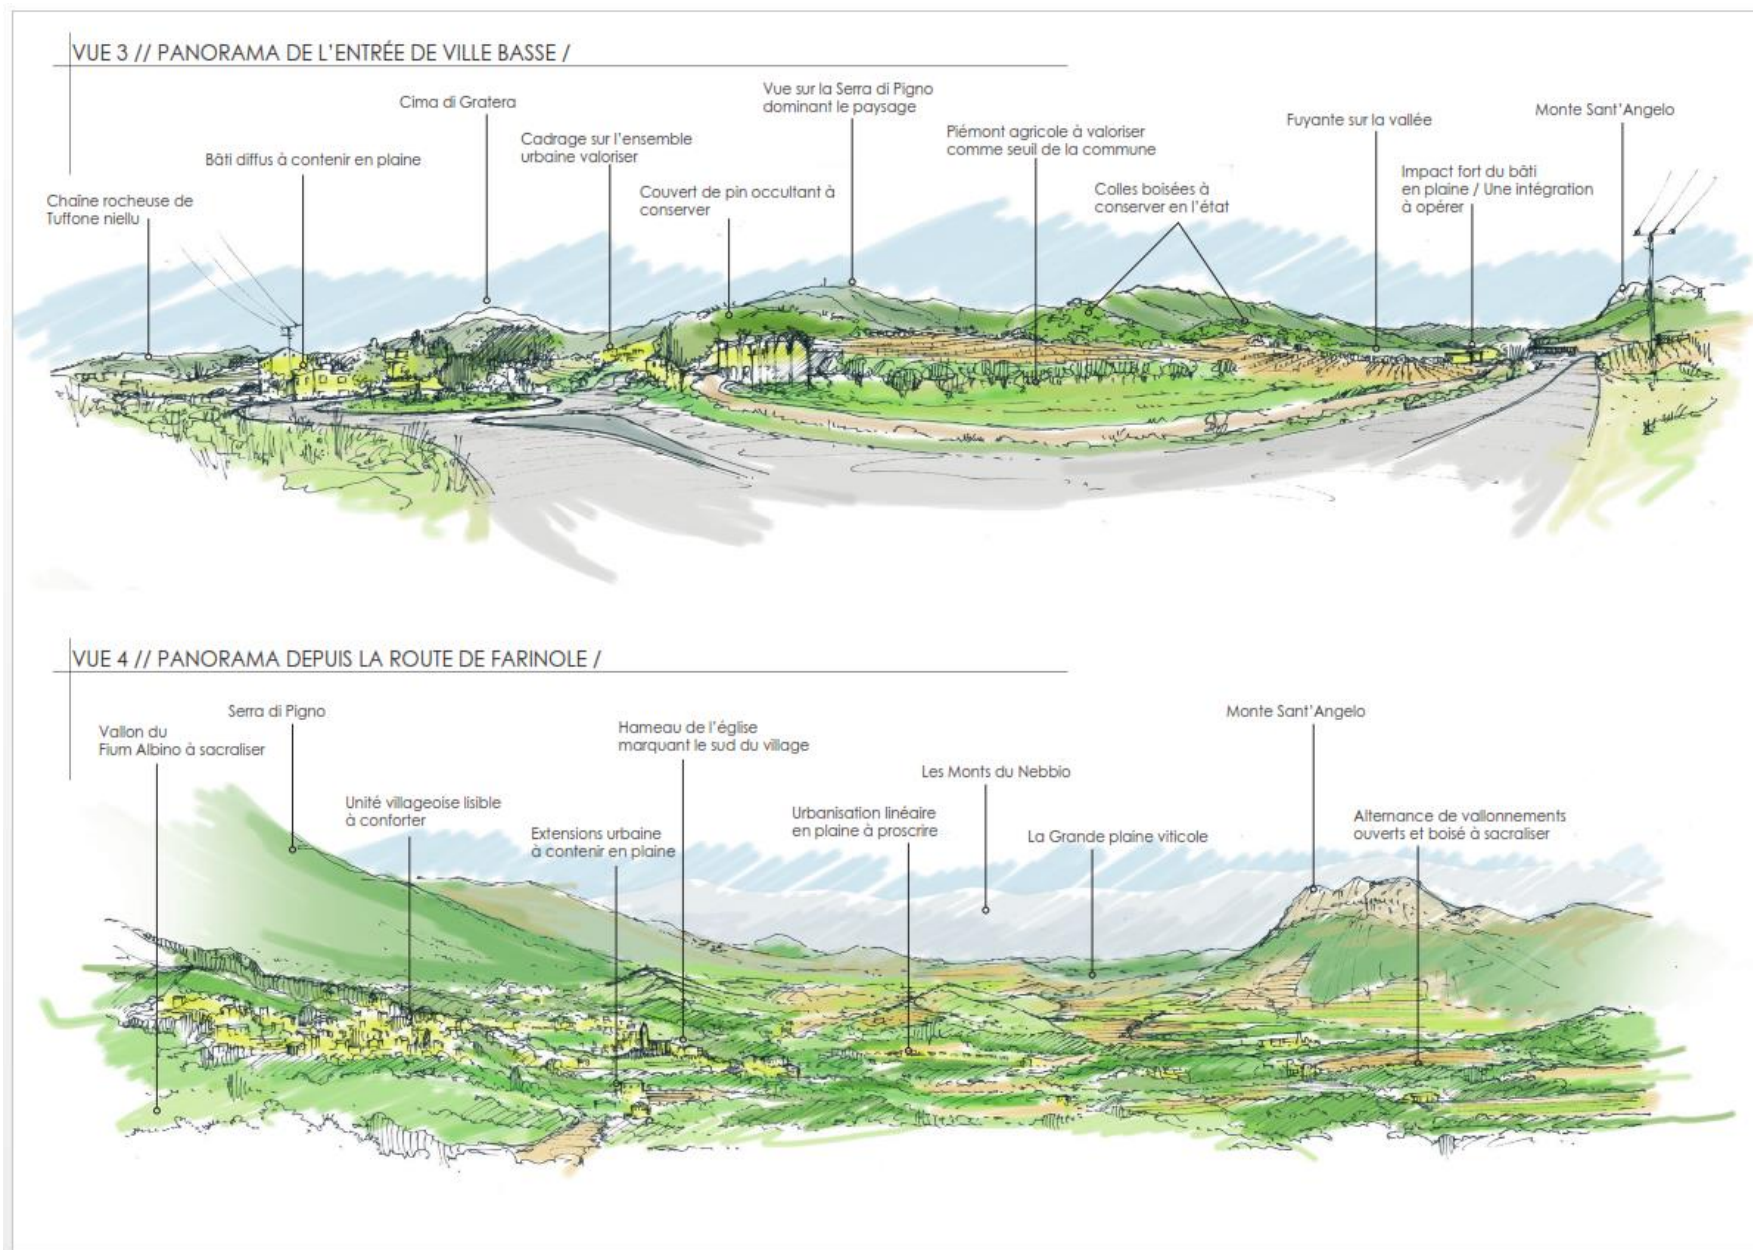 VUE 3 // PANORAMA DE L'ENTRÉE DE VILLE BASSE /
Chaîne rocheuse de
Tuffone niellu
Bâti diffus à contenir en plaine
Cima di Gratera
Cadrage sur l'ensemble
urbaine valoriser
Couvert de pin occultant à
conserver
Vue sur la Serra di Pigno
dominant le paysage
Piémont agricole à valoriser
comme seuil de la commune
Colles boisées à
conserver en l'état
Fuyante sur la vallée
Impact fort du bâti
en plaine / Une intégration
à opérer
Monte Sant'Angelo
VUE 4 // PANORAMA DEPUIS LA ROUTE DE FARINOLE /
Vallon du
Fium Albino à sacraliser
Serra di Pigno
Unité villageoise lisible
à conforter
Extensions urbaine
à contenir en plaine
Hameau de l'église
marquant le sud du village
Urbanisation linéaire
en plaine à proscrire
Les Monts du Nebbio
La Grande plaine viticole
Monte Sant'Angelo
Alternance de vallonnements
ouverts et boisé à sacraliser